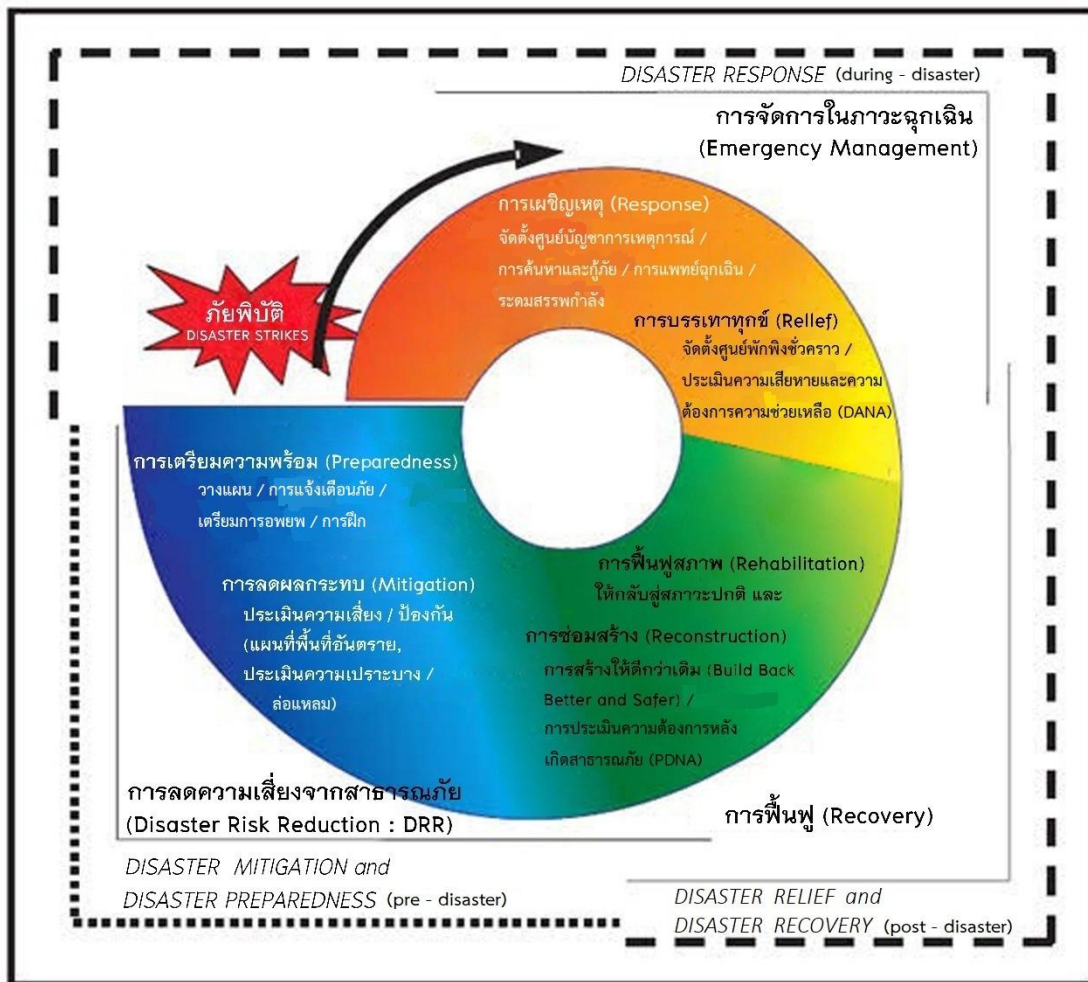 DISASTER RESPONSE (during - disaster)
การจัดการในภาวะฉุกเฉิน
(Emergency Management)
การเผชิญเหตุ (Response)
จัดตั้งศูนย์บัญชาการเหตุการณ์ /
การค้นหาและกู้ภัย / การแพทย์ฉุกเฉิน /
ระดมสรรพกำลัง
ภัยพิบัติ
DISASTER STRIKES
การบรรเทาทุกข์ (Rellef)
จัดตั้งศูนย์พักพิงชั่วคราว /
ประเมินความเสียหายและความ
ต้องการความช่วยเหลือ (DANA)
การเตรียมความพร้อม (Preparedness)
วางแผน / การแจ้งเตือนภัย /
เตรียมการอพยพ / การฝึก
การลดผลกระทบ (Mitigation)
ประเมินความเสี่ยง / ป้องกัน
(แผนที่พื้นที่อันตราย,
ประเมินความเปราะบาง /
ล่อแหลม)
การฟื้นฟูสภาพ (Rehabilitation)
ให้กลับสู่สภาวะปกติ และ
การซ่อมสร้าง (Reconstruction)
การสร้างให้ดีกว่าเดิม (Build Back
Better and Safer) /
การประเมินความต้องการหลัง
เกิดสาธารณภัย (PDNA)
การลดความเสี่ยงจากสาธารณภัย
(Disaster Risk Reduction : DRR)
การฟื้นฟู (Recovery)
DISASTER MITIGATION and
DISASTER PREPAREDNESS (pre - disaster)
DISASTER RELIEF and
DISASTER RECOVERY (post - disaster)